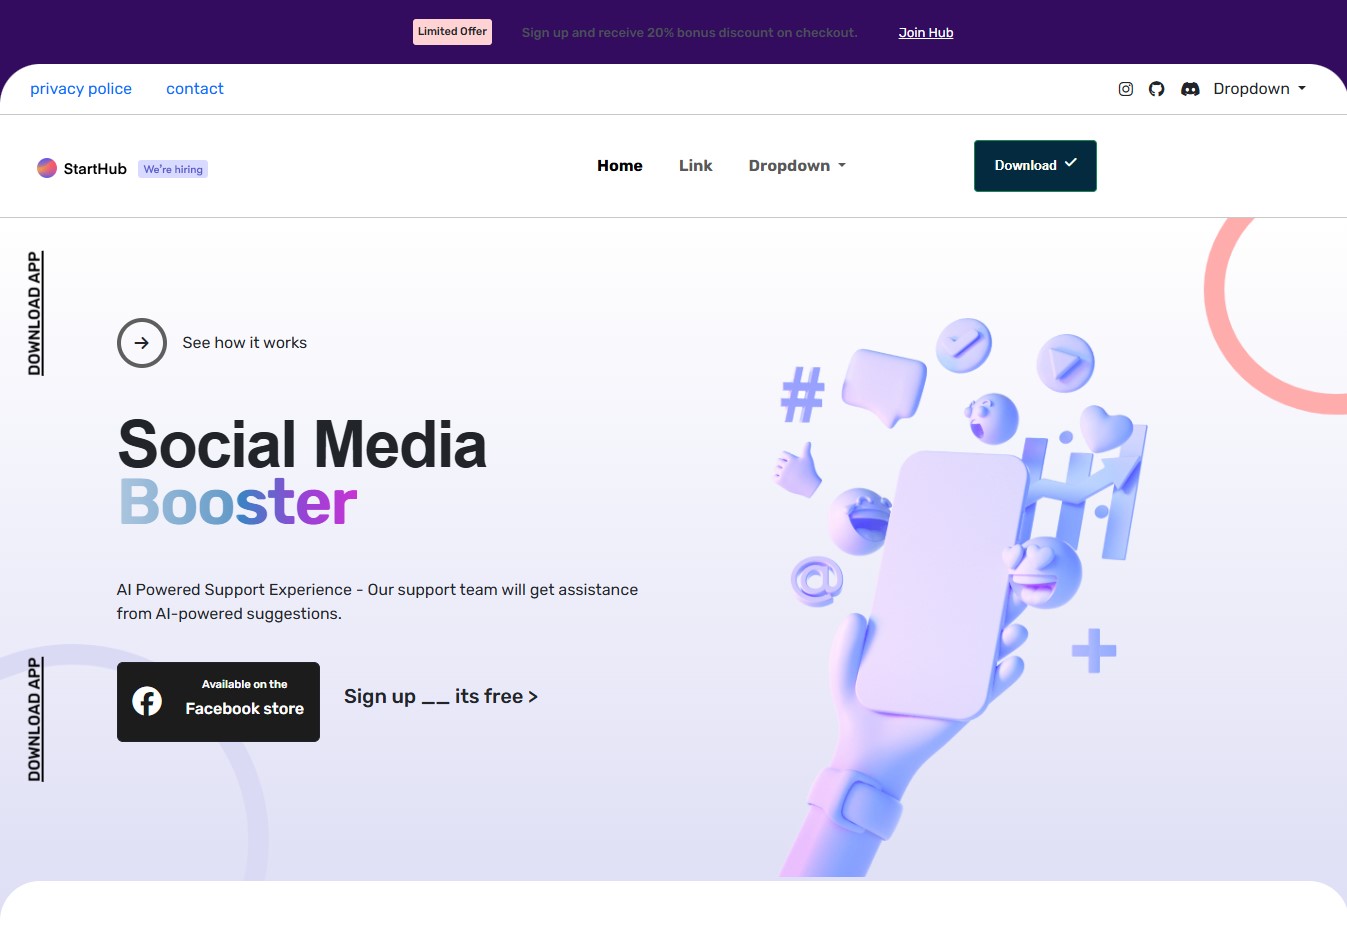 Limited Offer Sign up and receive 20% bonus discount on checkout. Join Hub
privacy police contact Dropdown
StartHub We're hiring Home Link Dropdown Download
DOWNLOAD APP
See how it works
Social Media
Booster
#
@
AI Powered Support Experience - Our support team will get assistance
from AI-powered suggestions.
DOWNLOAD APP
Available on the
Facebook store
Sign up __ its free >